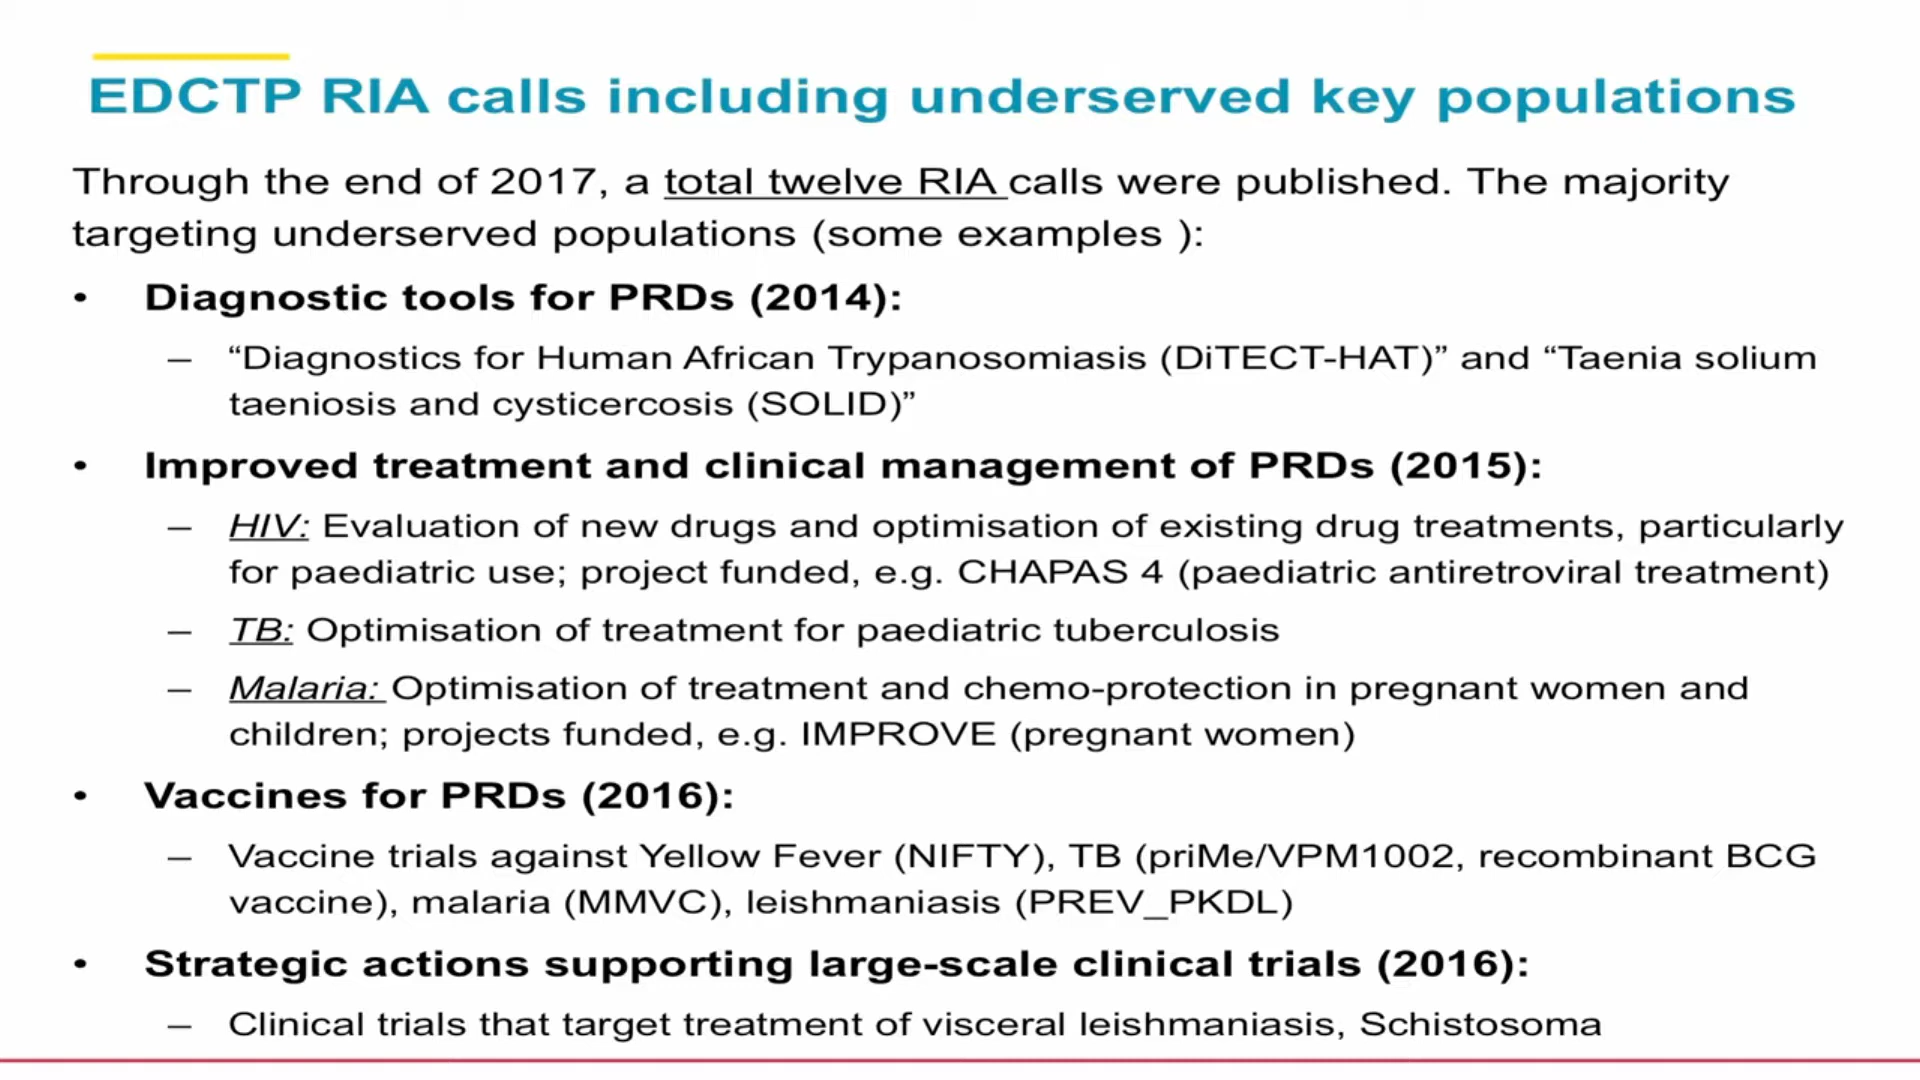 EDCTP RIA calls including underserved key populations
Through the end of 2017, a total twelve RIA calls were published. The majority
targeting underserved populations (some examples ):
• Diagnostic tools for PRDs (2014):
– “Diagnostics for Human African Trypanosomiasis (DiTECT-HAT)” and “Taenia solium
taeniosis and cysticercosis (SOLID)”
• Improved treatment and clinical management of PRDs (2015):
– HIV: Evaluation of new drugs and optimisation of existing drug treatments, particularly
for paediatric use; project funded, e.g. CHAPAS 4 (paediatric antiretroviral treatment)
– TB: Optimisation of treatment for paediatric tuberculosis
– Malaria: Optimisation of treatment and chemo-protection in pregnant women and
children; projects funded, e.g. IMPROVE (pregnant women)
• Vaccines for PRDs (2016):
– Vaccine trials against Yellow Fever (NIFTY), TB (priMe/VPM1002, recombinant BCG
vaccine), malaria (MMVC), leishmaniasis (PREV_PKDL)
• Strategic actions supporting large-scale clinical trials (2016):
– Clinical trials that target treatment of visceral leishmaniasis, Schistosoma